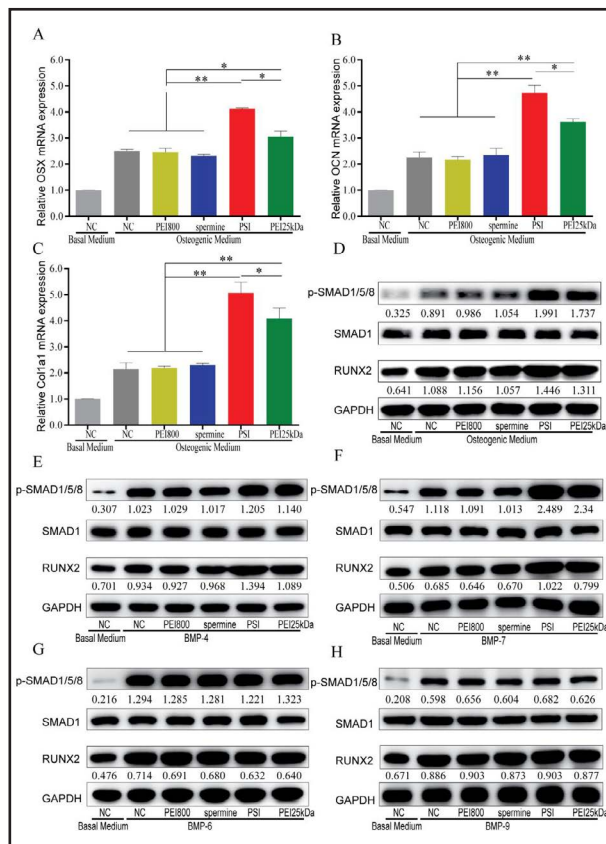 A
Relative OSX mRNA expression
6.0
5.0
4.0
3.0
2.0
1.0
0.0
*
** *
NC NC PEI800 spermine PSI PEI25kDa
Basal Medium Osteogenic Medium
B
Relative OCN mRNA expression
6.0
5.0
4.0
3.0
2.0
1.0
0.0
**
** *
NC NC PEI800 spermine PSI PEI25kDa
Basal Medium Osteogenic Medium
C
Relative Col1a1 mRNA expression
6.0
5.0
4.0
3.0
2.0
1.0
0.0
**
** *
NC NC PEI800 spermine PSI PEI25kDa
Basal Medium Osteogenic Medium
D
p-SMAD1/5/8
0.325 0.891 0.986 1.054 1.991 1.737
SMAD1
RUNX2
0.641 1.088 1.156 1.057 1.446 1.311
GAPDH
NC NC PEI800 spermine PSI PEI25kDa
Basal Medium Osteogenic Medium
E
p-SMAD1/5/8
0.307 1.023 1.029 1.017 1.205 1.140
SMAD1
RUNX2
0.701 0.934 0.927 0.968 1.394 1.089
GAPDH
NC NC PEI800 spermine PSI PEI25kDa
Basal Medium BMP-4
F
p-SMAD1/5/8
0.547 1.118 1.091 1.013 2.489 2.34
SMAD1
RUNX2
0.506 0.685 0.646 0.670 1.022 0.799
GAPDH
NC NC PEI800 spermine PSI PEI25kDa
Basal Medium BMP-7
G
p-SMAD1/5/8
0.216 1.294 1.285 1.281 1.221 1.323
SMAD1
RUNX2
0.476 0.714 0.691 0.680 0.632 0.640
GAPDH
NC NC PEI800 spermine PSI PEI25kDa
Basal Medium BMP-6
H
p-SMAD1/5/8
0.208 0.598 0.656 0.604 0.682 0.626
SMAD1
RUNX2
0.671 0.886 0.903 0.873 0.903 0.877
GAPDH
NC NC PEI800 spermine PSI PEI25kDa
Basal Medium BMP-9